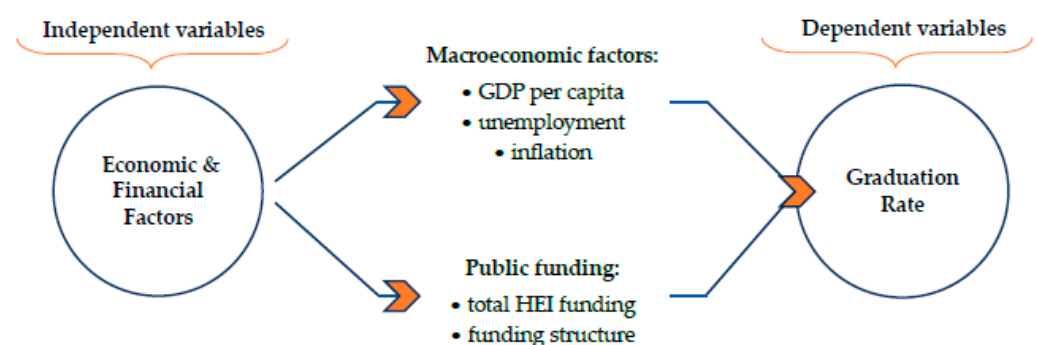 Independent variables
Dependent variables
Macroeconomic factors:
• GDP per capita
• unemployment
• inflation
Economic &
Financial
Factors
Graduation
Rate
Public funding:
• total HEI funding
• funding structure